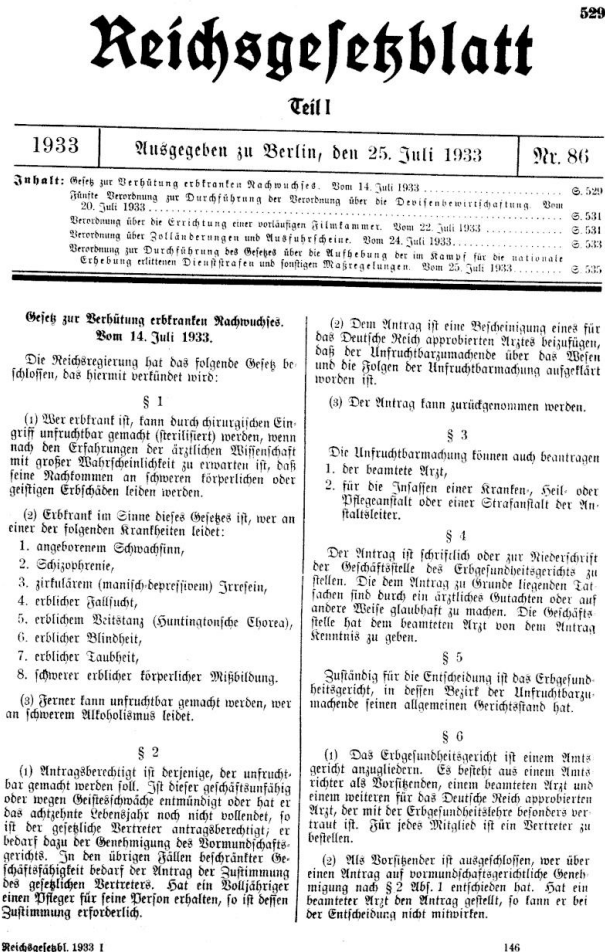 529
Reichsgesetzblatt
Teil I
1933
Ausgegeben zu Berlin, den 25. Juli 1933
Nr. 86
Inhalt: Gesetz zur Verhütung erbkranken Nachwuchses. Vom 14. Juli 1933 ........................ S. 529
Fünfte Verordnung zur Durchführung der Verordnung über die Devisenbewirtschaftung. Vom
20. Juli 1933 ........................ S. 531
Verordnung über die Errichtung einer vorläufigen Filmkammer. Vom 22. Juli 1933 ............ S. 531
Verordnung über Zolländerungen und Ausfuhrscheine. Vom 24. Juli 1933 ............ S. 533
Verordnung zur Durchführung des Gesetzes über die Aufhebung der im Kampf für die nationale
Erhebung erlittenen Dienststrafen und sonstigen Maßregelungen. Vom 25. Juli 1933 ............ S. 535
Gesetz zur Verhütung erbkranken Nachwuchses.
Vom 14. Juli 1933.
Die Reichsregierung hat das folgende Gesetz be-
schlossen, das hiermit verkündet wird:
§ 1
(1) Wer erbkrank ist, kann durch chirurgischen Ein-
griff unfruchtbar gemacht (sterilisiert) werden, wenn
nach den Erfahrungen der ärztlichen Wissenschaft
mit großer Wahrscheinlichkeit zu erwarten ist, daß
seine Nachkommen an schweren körperlichen oder
geistigen Erbschäden leiden werden.
(2) Erbkrank im Sinne dieses Gesetzes ist, wer an
einer der folgenden Krankheiten leidet:
1. angeborenem Schwachsinn,
2. Schizophrenie,
3. zirkulärem (manisch-depressivem) Irresein,
4. erblicher Fallsucht,
5. erblichem Veitstanz (Huntingtonsche Chorea),
6. erblicher Blindheit,
7. erblicher Taubheit,
8. schwerer erblicher körperlicher Mißbildung.
(3) Ferner kann unfruchtbar gemacht werden, wer
an schwerem Alkoholismus leidet.
§ 2
(1) Antragsberechtigt ist derjenige, der unfrucht-
bar gemacht werden soll. Ist dieser geschäftsunfähig
oder wegen Geistesschwäche entmündigt oder hat er
das achtzehnte Lebensjahr noch nicht vollendet, so
ist der gesetzliche Vertreter antragsberechtigt; er
bedarf dazu der Genehmigung des Vormundschafts-
gerichts. In den übrigen Fällen beschränkter Ge-
schäftsfähigkeit bedarf der Antrag der Zustimmung
des gesetzlichen Vertreters. Hat ein Volljähriger
einen Pfleger für seine Person erhalten, so ist dessen
Zustimmung erforderlich.
(2) Dem Antrag ist eine Bescheinigung eines für
das Deutsche Reich approbierten Arztes beizufügen,
daß der Unfruchtbarzumachende über das Wesen
und die Folgen der Unfruchtbarmachung aufgeklärt
worden ist.
(3) Der Antrag kann zurückgenommen werden.
§ 3
Die Unfruchtbarmachung können auch beantragen
1. der beamtete Arzt,
2. für die Insassen einer Kranken-, Heil- oder
Pflegeanstalt oder einer Strafanstalt der An-
staltsleiter.
§ 4
Der Antrag ist schriftlich oder zur Niederschrift
der Geschäftsstelle des Erbgesundheitsgerichts zu
stellen. Die dem Antrag zu Grunde liegenden Tat-
sachen sind durch ein ärztliches Gutachten oder auf
andere Weise glaubhaft zu machen. Die Geschäfts-
stelle hat dem beamteten Arzt von dem Antrag
Kenntnis zu geben.
§ 5
Zuständig für die Entscheidung ist das Erbgesund-
heitsgericht, in dessen Bezirk der Unfruchtbarzu-
machende seinen allgemeinen Gerichtsstand hat.
§ 6
(1) Das Erbgesundheitsgericht ist einem Amts
gericht anzugliedern. Es besteht aus einem Amts
richter als Vorsitzenden, einem beamteten Arzt und
einem weiteren für das Deutsche Reich approbierten
Arzt, der mit der Erbgesundheitslehre besonders ver-
traut ist. Für jedes Mitglied ist ein Vertreter zu
bestellen.
(2) Als Vorsitzender ist ausgeschlossen, wer über
einen Antrag auf vormundschaftsgerichtliche Geneh-
migung nach § 2 Abs. 1 entschieden hat. Hat ein
beamteter Arzt den Antrag gestellt, so kann er bei
der Entscheidung nicht mitwirken.
Reichsgesetzbl. 1933 I
146